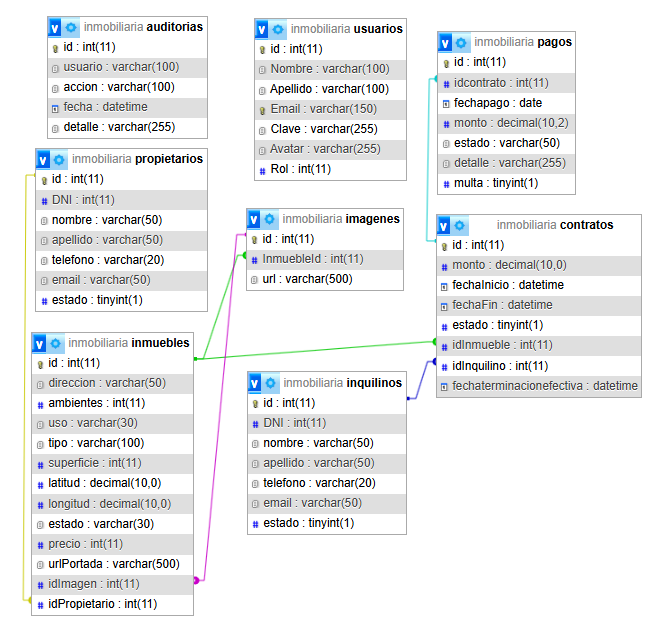 inmobiliaria auditorias
id : int(11)
usuario : varchar(100)
accion : varchar(100)
fecha : datetime
detalle : varchar(255)
inmobiliaria usuarios
id : int(11)
Nombre : varchar(100)
Apellido : varchar(100)
Email : varchar(150)
Clave : varchar(255)
Avatar : varchar(255)
Rol : int(11)
inmobiliaria pagos
id : int(11)
idcontrato : int(11)
fechapago : date
monto : decimal(10,2)
estado : varchar(50)
detalle : varchar(255)
multa : tinyint(1)
inmobiliaria propietarios
id : int(11)
DNI : int(11)
nombre : varchar(50)
apellido : varchar(50)
telefono : varchar(20)
email : varchar(50)
estado : tinyint(1)
inmobiliaria imagenes
id : int(11)
InmuebleId : int(11)
url : varchar(500)
inmobiliaria contratos
id : int(11)
monto : decimal(10,0)
fechaInicio : datetime
fechaFin : datetime
estado : tinyint(1)
idInmueble : int(11)
idInquilino : int(11)
fechaterminacionefectiva : datetime
inmobiliaria inmuebles
id : int(11)
direccion : varchar(50)
ambientes : int(11)
uso : varchar(30)
tipo : varchar(100)
superficie : int(11)
latitud : decimal(10,0)
longitud : decimal(10,0)
estado : varchar(30)
precio : int(11)
urlPortada : varchar(500)
idImagen : int(11)
idPropietario : int(11)
inmobiliaria inquilinos
id : int(11)
DNI : int(11)
nombre : varchar(50)
apellido : varchar(50)
telefono : varchar(20)
email : varchar(50)
estado : tinyint(1)